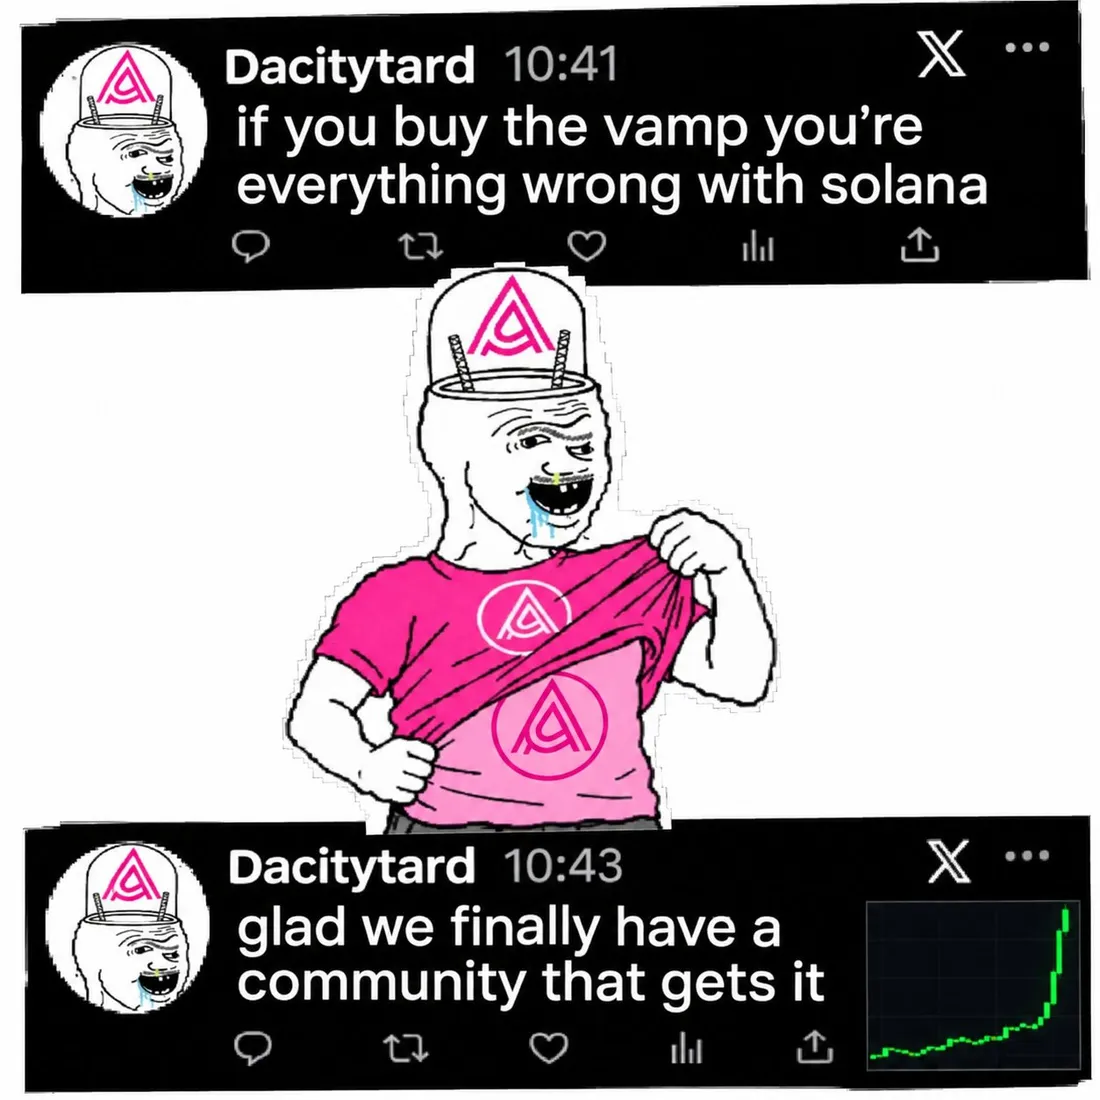 Dacitytard 10:41
if you buy the vamp you’re
everything wrong with solana
Dacitytard 10:43
glad we finally have a
community that gets it